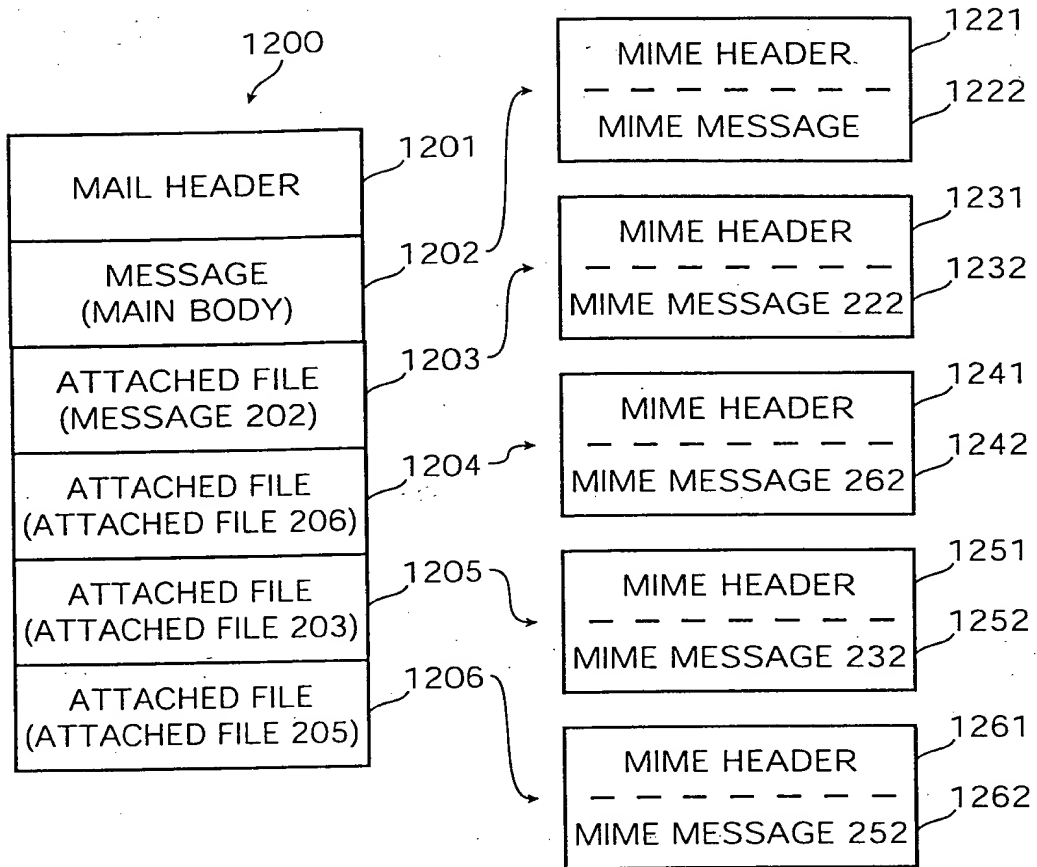 1200
MAIL HEADER
1201
MESSAGE
(MAIN BODY)
1202
ATTACHED FILE
(MESSAGE 202)
1203
ATTACHED FILE
(ATTACHED FILE 206)
1204
ATTACHED FILE
(ATTACHED FILE 203)
1205
ATTACHED FILE
(ATTACHED FILE 205)
1206
MIME HEADER
1221
MIME MESSAGE
1222
MIME HEADER
1231
MIME MESSAGE 222
1232
MIME HEADER
1241
MIME MESSAGE 262
1242
MIME HEADER
1251
MIME MESSAGE 232
1252
MIME HEADER
1261
MIME MESSAGE 252
1262